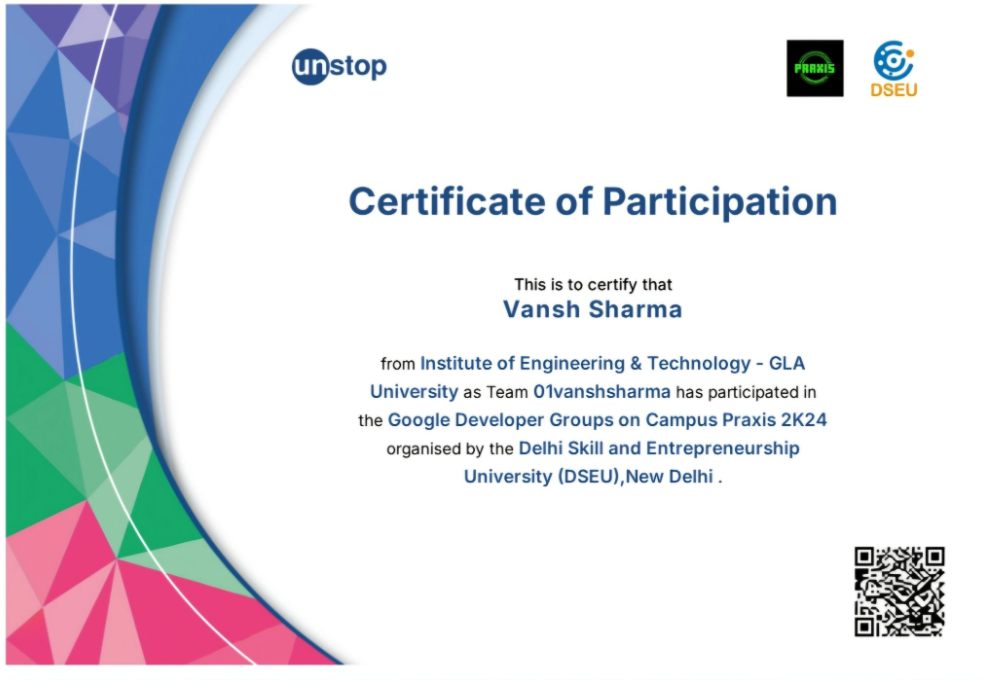 unstop
PRAXIS
DSEU
Certificate of Participation
This is to certify that
Vansh Sharma
from Institute of Engineering & Technology - GLA
University as Team 01vanshsharma has participated in
the Google Developer Groups on Campus Praxis 2K24
organised by the Delhi Skill and Entrepreneurship
University (DSEU),New Delhi .